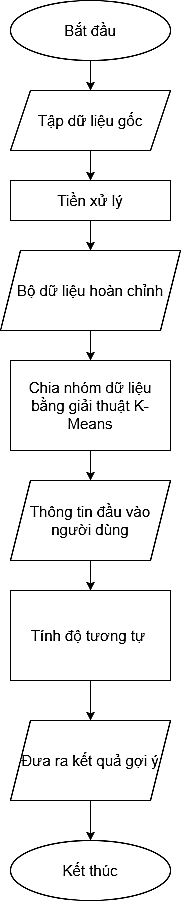 Bắt đầu
Tập dữ liệu gốc
Tiền xử lý
Bộ dữ liệu hoàn chỉnh
Chia nhóm dữ liệu
bằng giải thuật K-
Means
Thông tin đầu vào
người dùng
Tính độ tương tự
Đưa ra kết quả gợi ý
Kết thúc